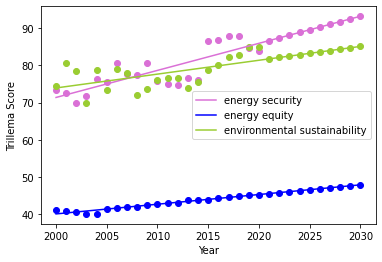 90
80
70
60
50
40
Trillema Score
energy security
energy equity
environmental sustainability
2000 2005 2010 2015 2020 2025 2030
Year